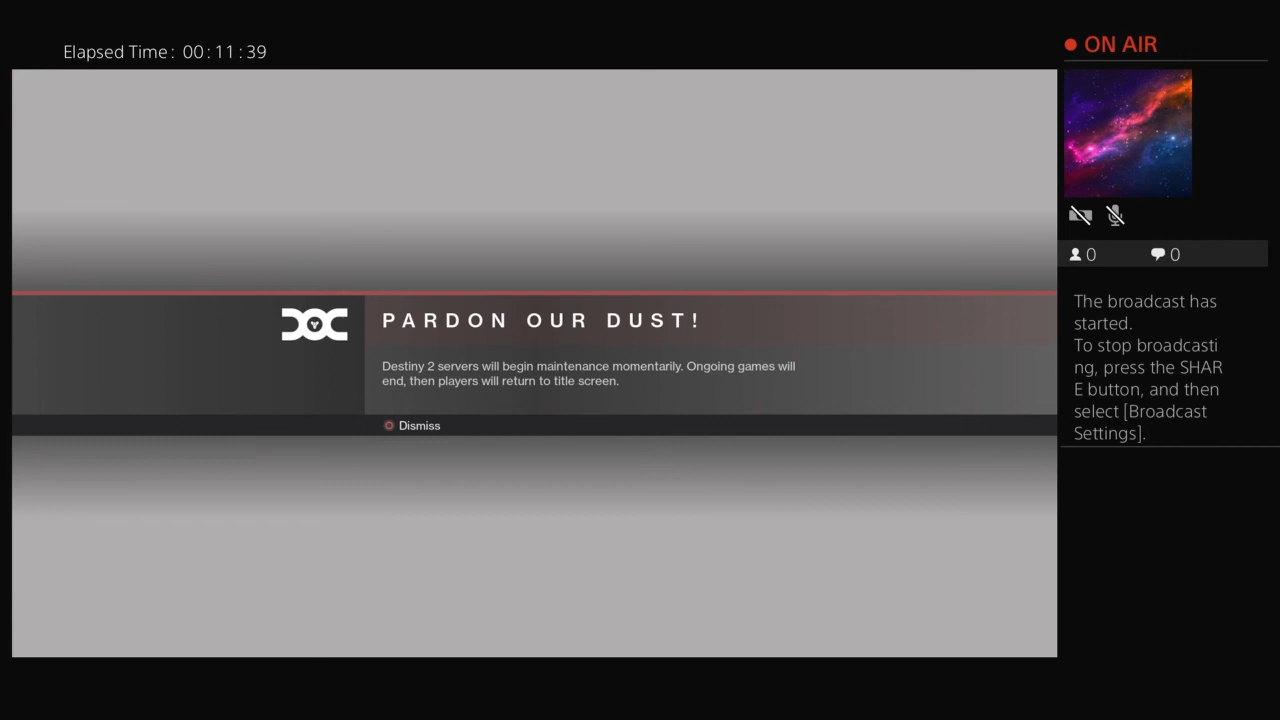 Elapsed Time: 00:11:39
ON AIR
0 0
PARDON OUR DUST!
Destiny 2 servers will begin maintenance momentarily. Ongoing games will
end, then players will return to title screen.
Dismiss
The broadcast has
started.
To stop broadcasti
ng, press the SHAR
E button, and then
select [Broadcast
Settings].